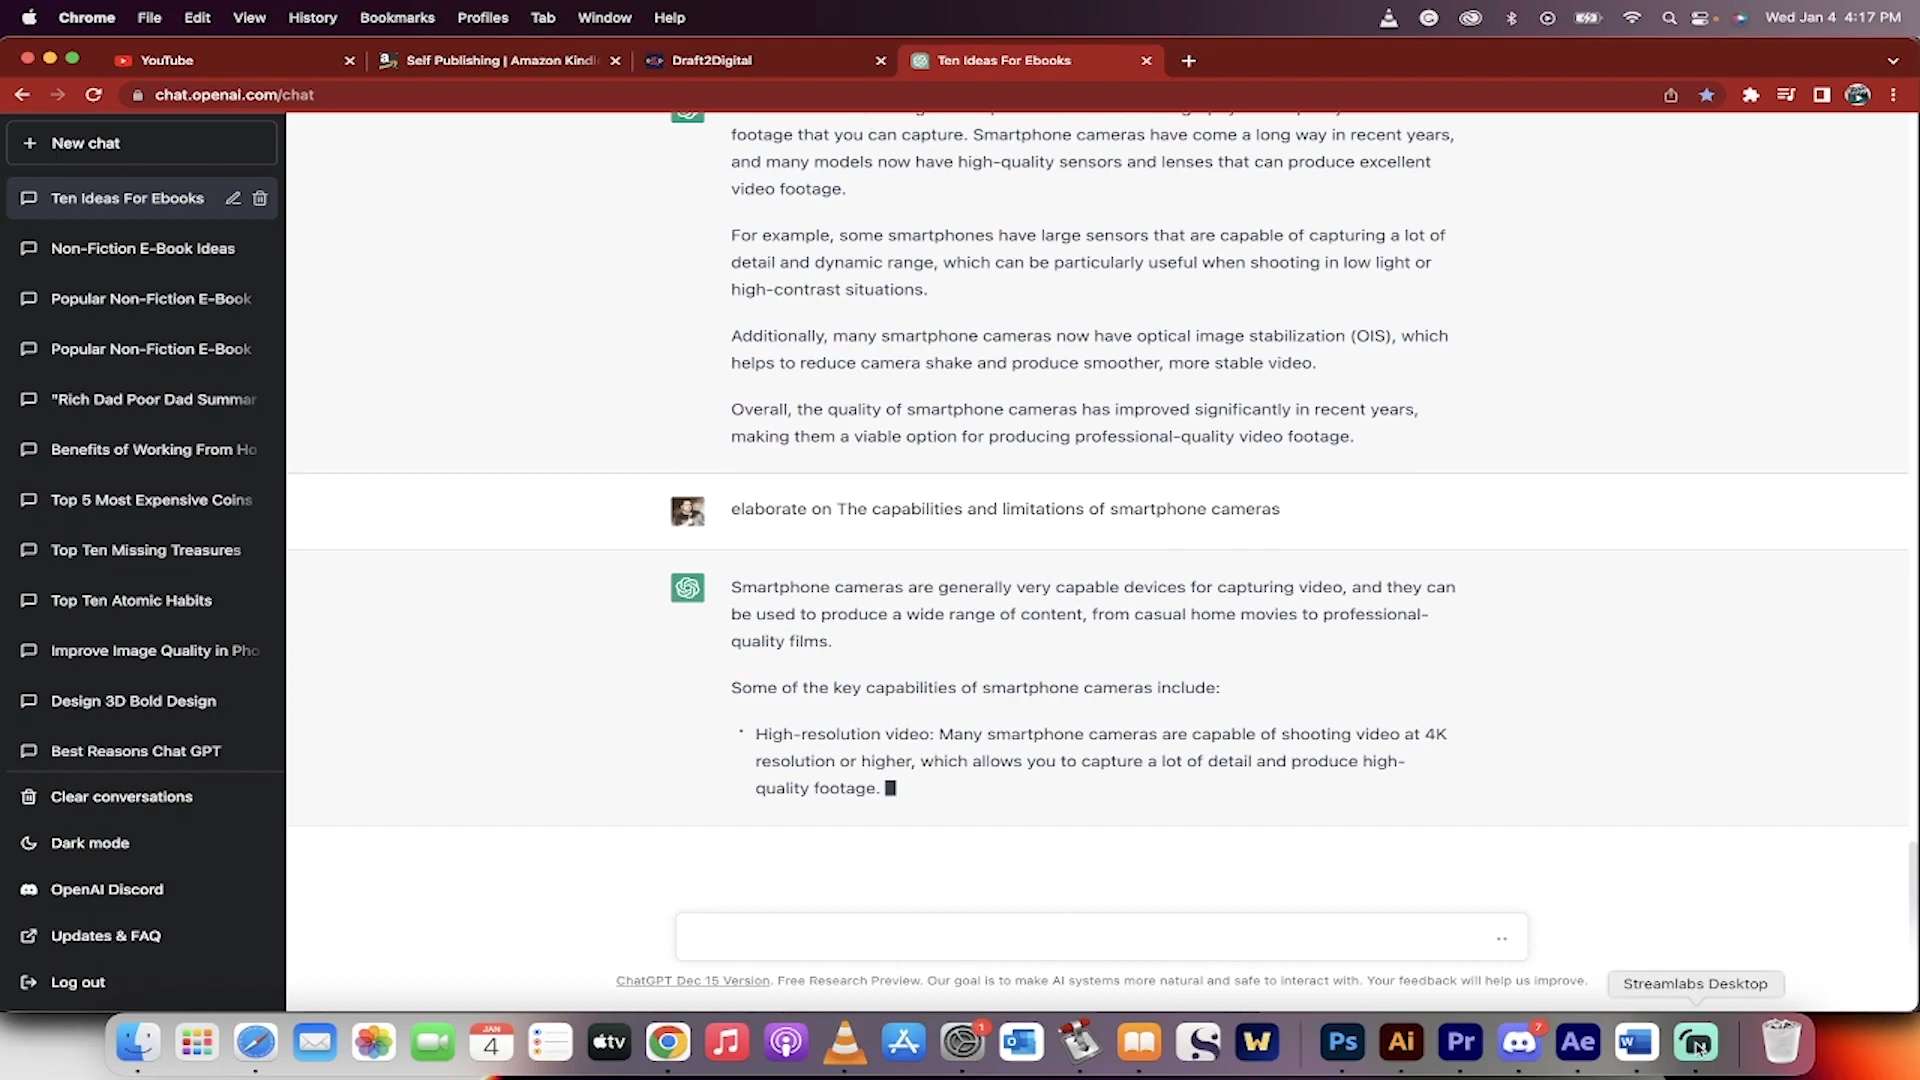 Chrome File Edit View History Bookmarks Profiles Tab Window Help
Wed Jan 4 4:17 PM
YouTube
Self Publishing | Amazon Kindl
Draft2Digital
Ten Ideas For Ebooks
chat.openai.com/chat
New chat
Ten Ideas For Ebooks
Non-Fiction E-Book Ideas
Popular Non-Fiction E-Book
Popular Non-Fiction E-Book
"Rich Dad Poor Dad Summar
Benefits of Working From Ho
Top 5 Most Expensive Coins
Top Ten Missing Treasures
Top Ten Atomic Habits
Improve Image Quality in Pho
Design 3D Bold Design
Best Reasons Chat GPT
Clear conversations
Dark mode
OpenAI Discord
Updates & FAQ
Log out
footage that you can capture. Smartphone cameras have come a long way in recent years,
and many models now have high-quality sensors and lenses that can produce excellent
video footage.
For example, some smartphones have large sensors that are capable of capturing a lot of
detail and dynamic range, which can be particularly useful when shooting in low light or
high-contrast situations.
Additionally, many smartphone cameras now have optical image stabilization (OIS), which
helps to reduce camera shake and produce smoother, more stable video.
Overall, the quality of smartphone cameras has improved significantly in recent years,
making them a viable option for producing professional-quality video footage.
elaborate on The capabilities and limitations of smartphone cameras
Smartphone cameras are generally very capable devices for capturing video, and they can
be used to produce a wide range of content, from casual home movies to professional-
quality films.
Some of the key capabilities of smartphone cameras include:
· High-resolution video: Many smartphone cameras are capable of shooting video at 4K
resolution or higher, which allows you to capture a lot of detail and produce high-
quality footage.
ChatGPT Dec 15 Version. Free Research Preview. Our goal is to make AI systems more natural and safe to interact with. Your feedback will help us improve.
Streamlabs Desktop
JAN
4
tv
1
W
Ps
Ai
Pr
7
Ae
W